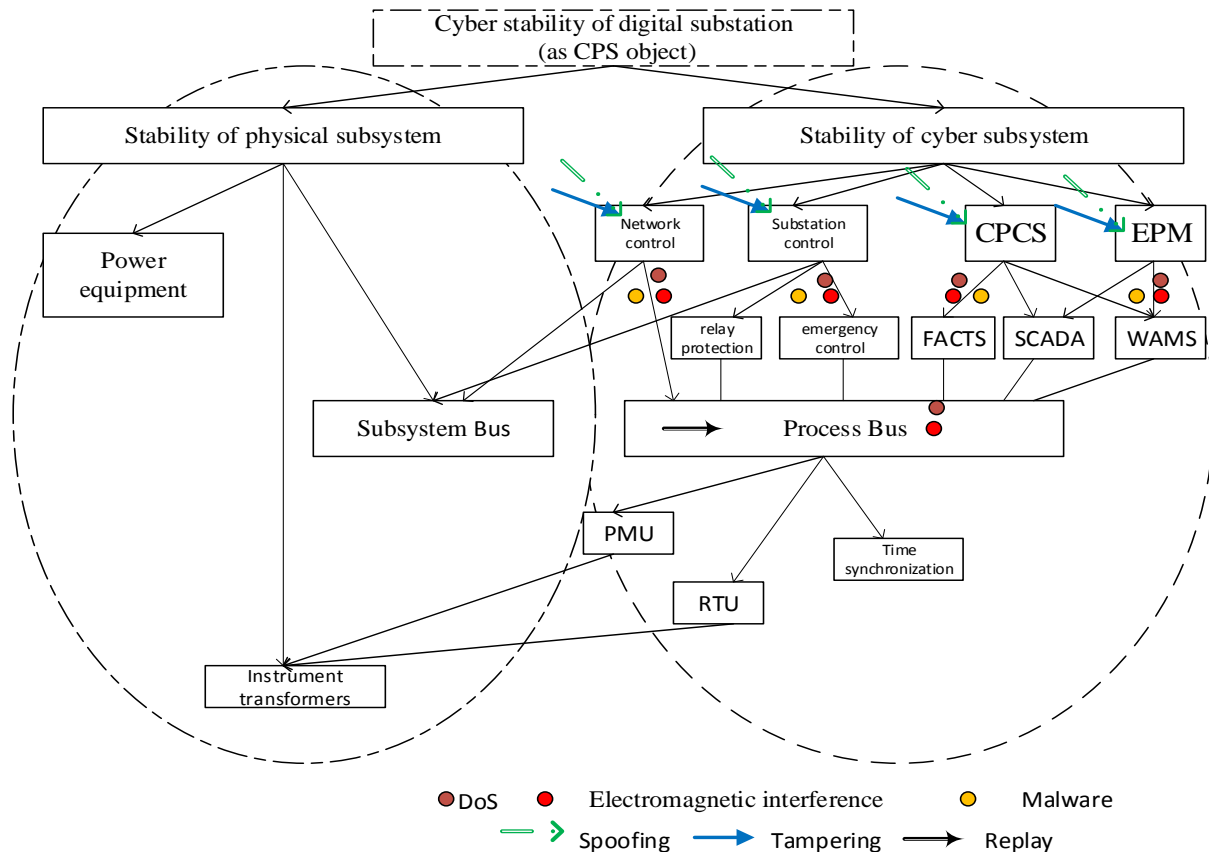 Cyber stability of digital substation
(as CPS object)
Stability of physical subsystem
Stability of cyber subsystem
Network
control
Substation
control
CPCS
EPM
Power
equipment
relay
protection
emergency
control
FACTS
SCADA
WAMS
Subsystem Bus
Process Bus
PMU
Time
synchronization
RTU
Instrument
transformers
DoS
Electromagnetic interference
Malware
Spoofing
Tampering
Replay